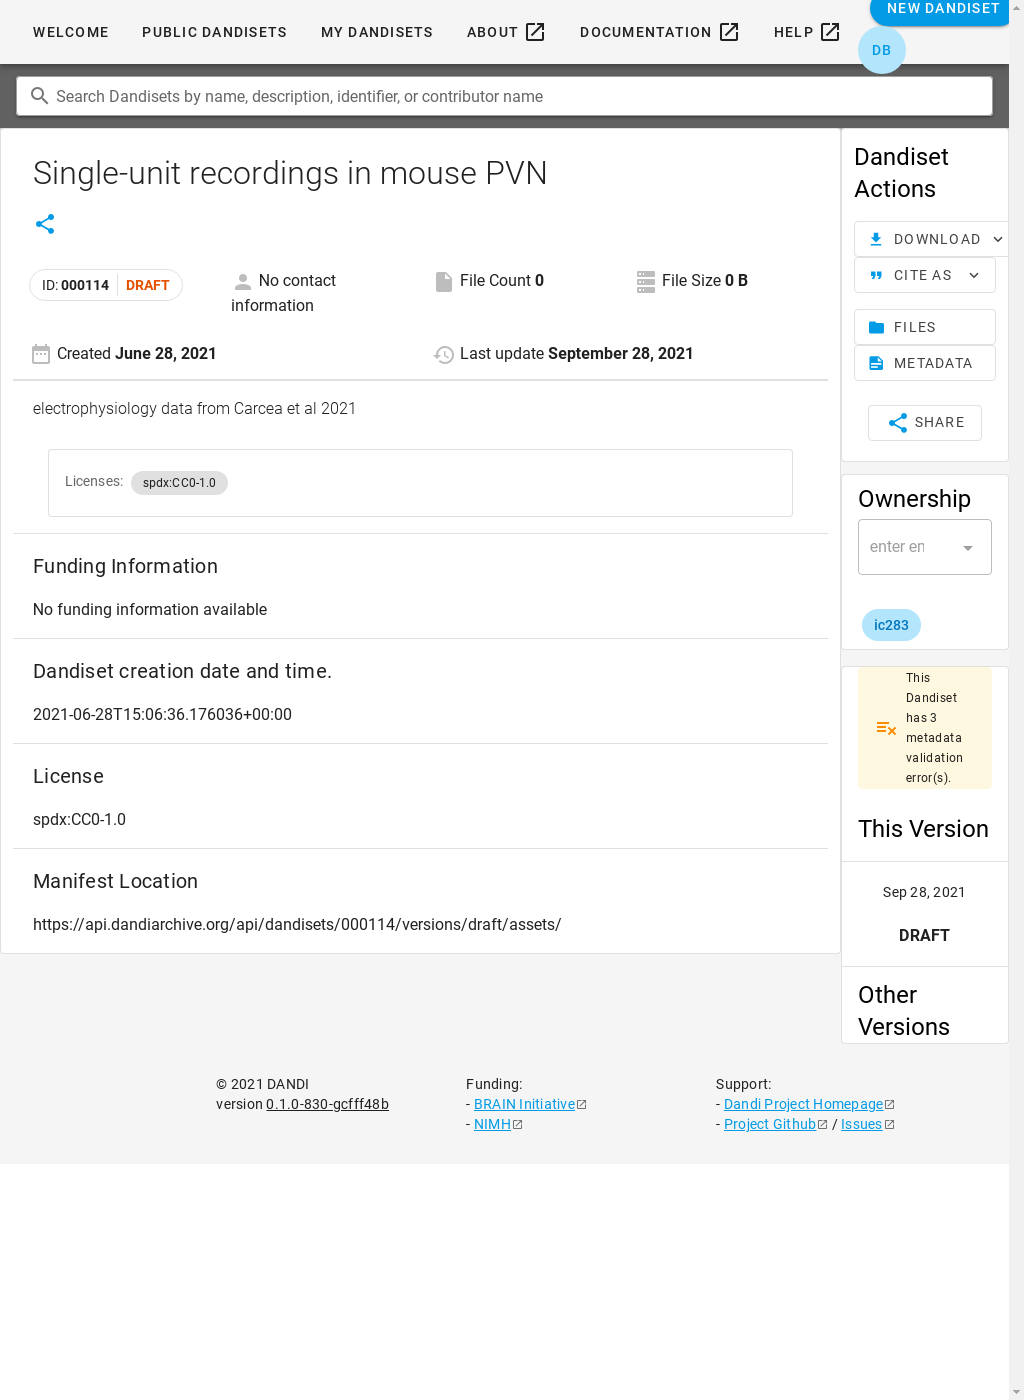 WELCOME PUBLIC DANDISETS MY DANDISETS ABOUT DOCUMENTATION HELP NEW DANDISET
DB
Search Dandisets by name, description, identifier, or contributor name
Single-unit recordings in mouse PVN
ID: 000114 DRAFT
No contact information
File Count 0
File Size 0 B
Created June 28, 2021
Last update September 28, 2021
electrophysiology data from Carcea et al 2021
Licenses: spdx:CC0-1.0
Funding Information
No funding information available
Dandiset creation date and time.
2021-06-28T15:06:36.176036+00:00
License
spdx:CC0-1.0
Manifest Location
https://api.dandiarchive.org/api/dandisets/000114/versions/draft/assets/
Dandiset
Actions
DOWNLOAD
CITE AS
FILES
METADATA
SHARE
Ownership
enter en
ic283
This
Dandiset
has 3
metadata
validation
error(s).
This Version
Sep 28, 2021
DRAFT
Other
Versions
© 2021 DANDI
version 0.1.0-830-gcfff48b
Funding:
- BRAIN Initiative
- NIMH
Support:
- Dandi Project Homepage
- Project Github / Issues